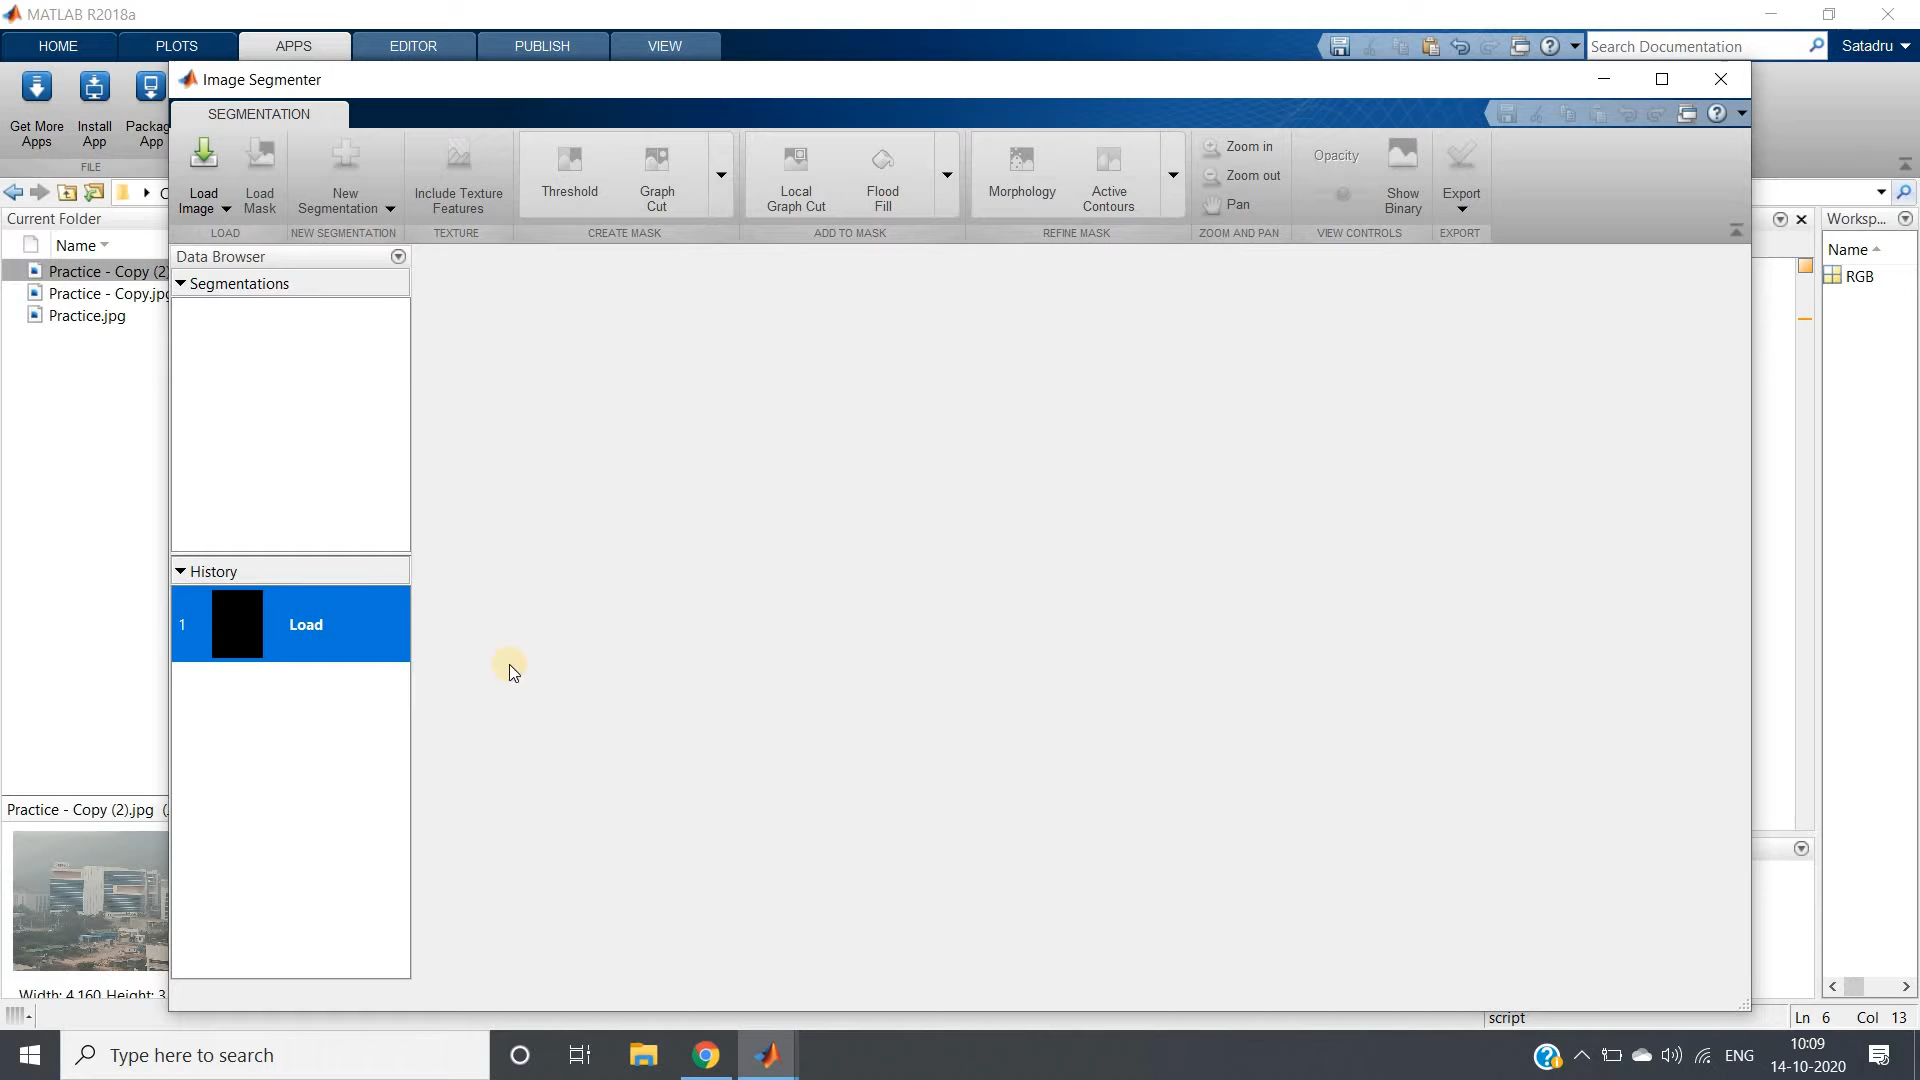 MATLAB R2018a
HOME
PLOTS
APPS
EDITOR
PUBLISH
VIEW
Search Documentation
Satadru
Get More
Apps
Install
App
Packag
App
FILE
Image Segmenter
SEGMENTATION
Load
Image
Load
Mask
LOAD
New
Segmentation
NEW SEGMENTATION
Include Texture
Features
TEXTURE
Threshold
Graph
Cut
CREATE MASK
Local
Graph Cut
Flood
Fill
ADD TO MASK
Morphology
Active
Contours
REFINE MASK
Zoom in
Zoom out
Pan
ZOOM AND PAN
Opacity
Show
Binary
VIEW CONTROLS
Export
EXPORT
Current Folder
Name
Practice - Copy (2)
Practice - Copy.jpg
Practice.jpg
Data Browser
Segmentations
History
1
Load
Worksp...
Name
RGB
Practice - Copy (2).jpg (
Width: 4,160 Height: 3
script
Ln 6
Col 13
Type here to search
ENG
10:09
14-10-2020